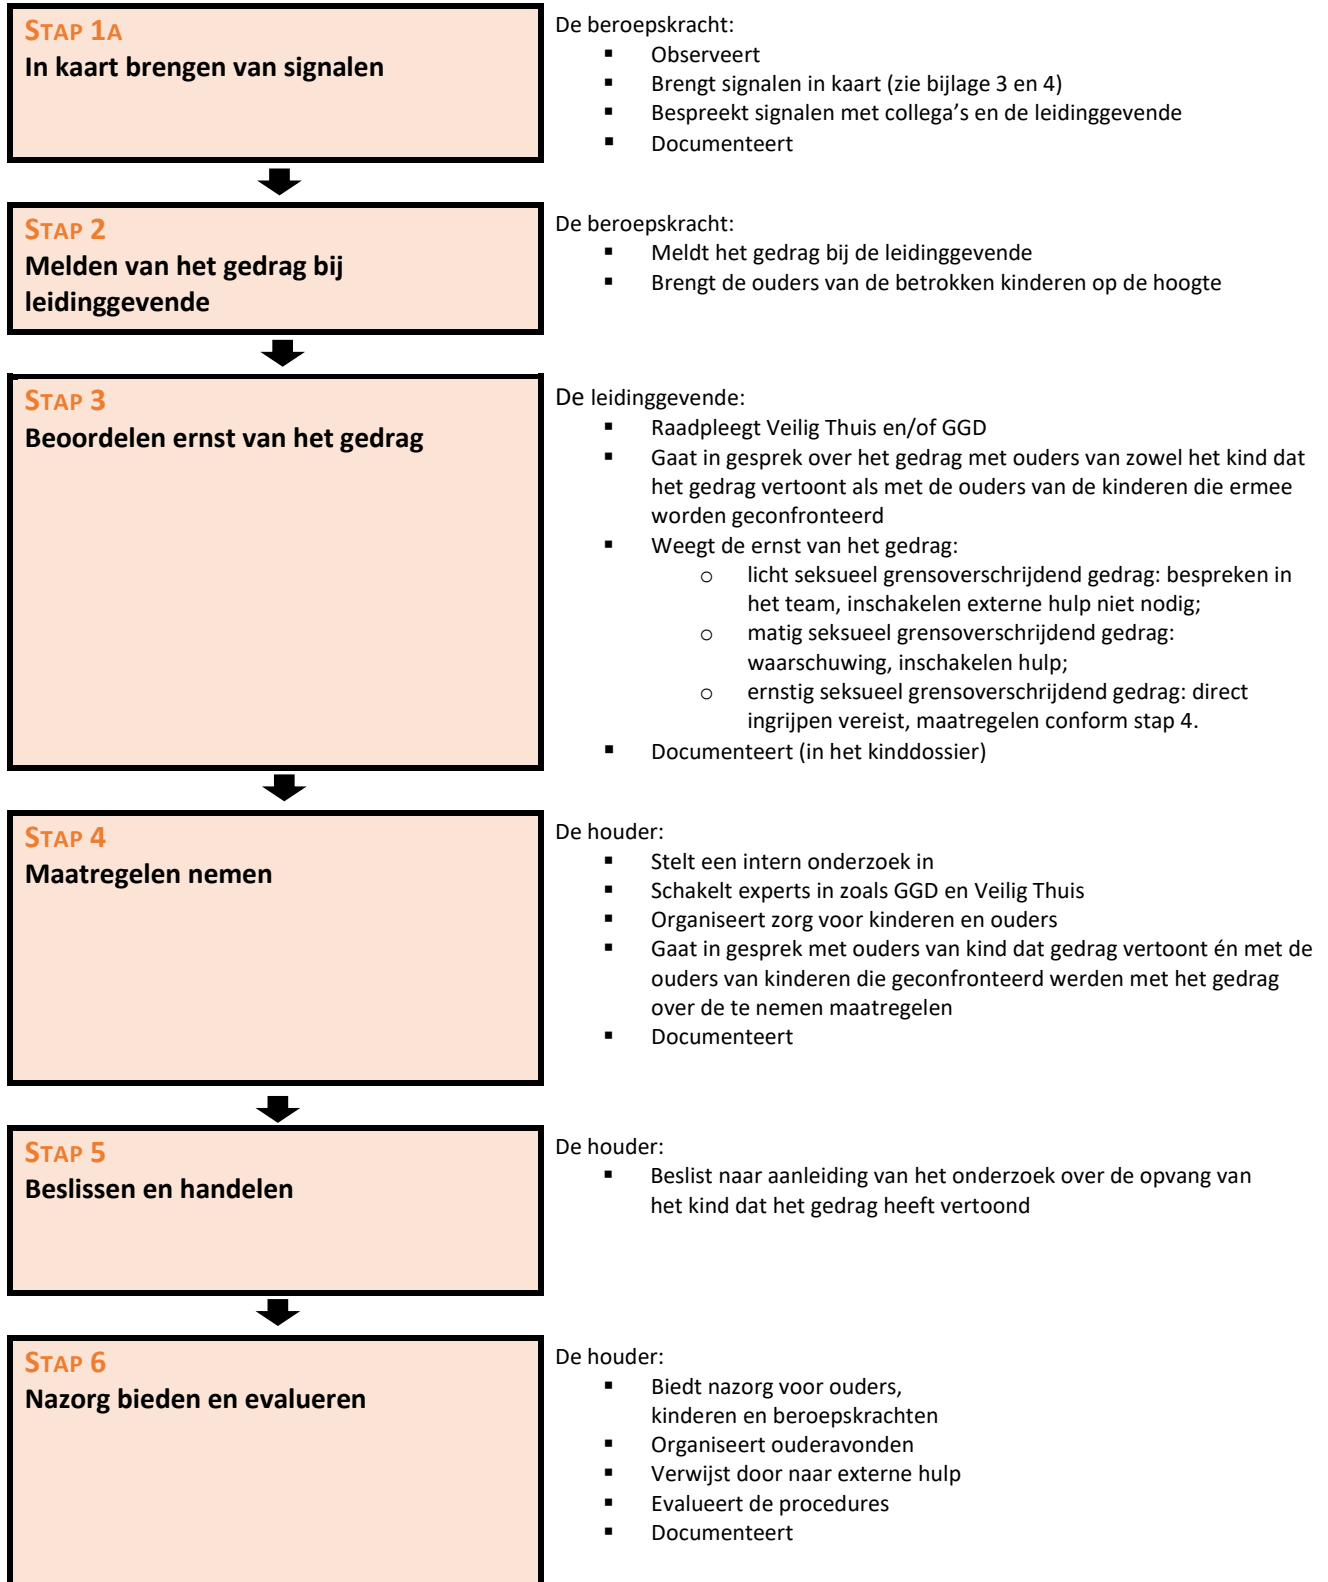 STAP 1A
In kaart brengen van signalen
De beroepskracht:
▪ Observeert
▪ Brengt signalen in kaart (zie bijlage 3 en 4)
▪ Bespreekt signalen met collega’s en de leidinggevende
▪ Documenteert
STAP 2
Melden van het gedrag bij
leidinggevende
De beroepskracht:
▪ Meldt het gedrag bij de leidinggevende
▪ Brengt de ouders van de betrokken kinderen op de hoogte
STAP 3
Beoordelen ernst van het gedrag
De leidinggevende:
▪ Raadpleegt Veilig Thuis en/of GGD
▪ Gaat in gesprek over het gedrag met ouders van zowel het kind dat
het gedrag vertoont als met de ouders van de kinderen die ermee
worden geconfronteerd
▪ Weegt de ernst van het gedrag:
o licht seksueel grensoverschrijdend gedrag: bespreken in
het team, inschakelen externe hulp niet nodig;
o matig seksueel grensoverschrijdend gedrag:
waarschuwing, inschakelen hulp;
o ernstig seksueel grensoverschrijdend gedrag: direct
ingrijpen vereist, maatregelen conform stap 4.
▪ Documenteert (in het kinddossier)
STAP 4
Maatregelen nemen
De houder:
▪ Stelt een intern onderzoek in
▪ Schakelt experts in zoals GGD en Veilig Thuis
▪ Organiseert zorg voor kinderen en ouders
▪ Gaat in gesprek met ouders van kind dat gedrag vertoont én met de
ouders van kinderen die geconfronteerd werden met het gedrag
over de te nemen maatregelen
▪ Documenteert
STAP 5
Beslissen en handelen
De houder:
▪ Beslist naar aanleiding van het onderzoek over de opvang van
het kind dat het gedrag heeft vertoond
STAP 6
Nazorg bieden en evalueren
De houder:
▪ Biedt nazorg voor ouders,
kinderen en beroepskrachten
▪ Organiseert ouderavonden
▪ Verwijst door naar externe hulp
▪ Evalueert de procedures
▪ Documenteert